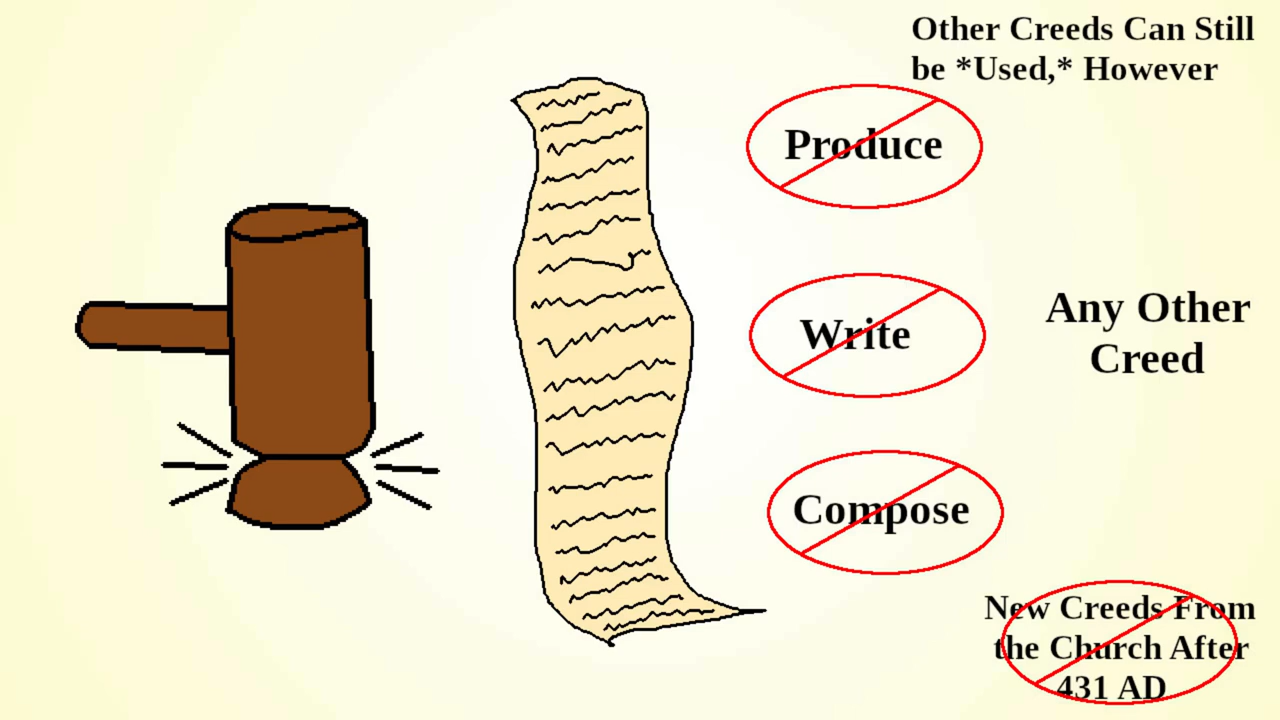 Other Creeds Can Still
be *Used,* However
Produce
Write
Any Other
Creed
Compose
New Creeds From
the Church After
431 AD